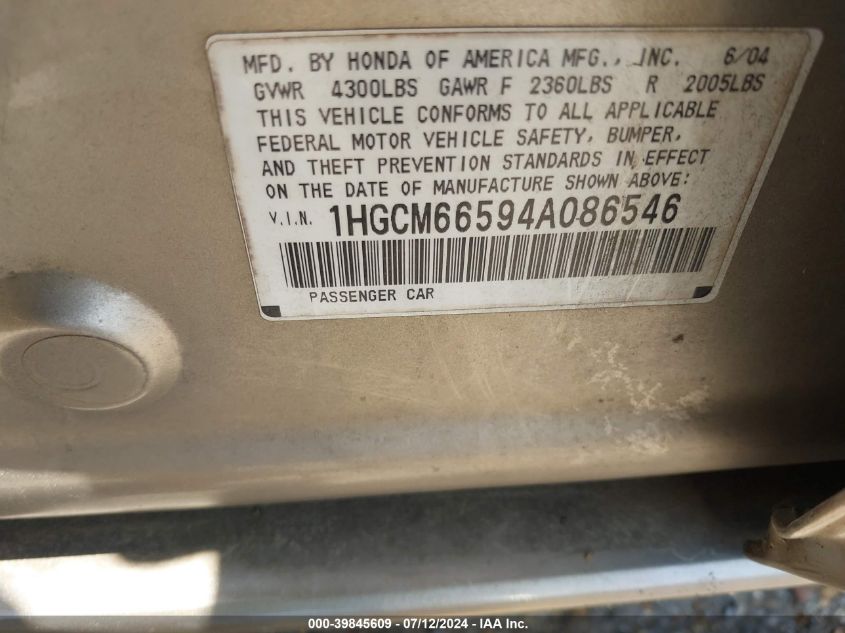 MFD. BY HONDA OF AMERICA MFG., INC. 6/04
GVWR 4300LBS GAWR F 2360LBS R 2005LBS
THIS VEHICLE CONFORMS TO ALL APPLICABLE
FEDERAL MOTOR VEHICLE SAFETY, BUMPER,
AND THEFT PREVENTION STANDARDS IN EFFECT
ON THE DATE OF MANUFACTURE SHOWN ABOVE:
V.I.N. 1HGCM66594A086546
PASSENGER CAR
000-39845609 - 07/12/2024 - IAA Inc.